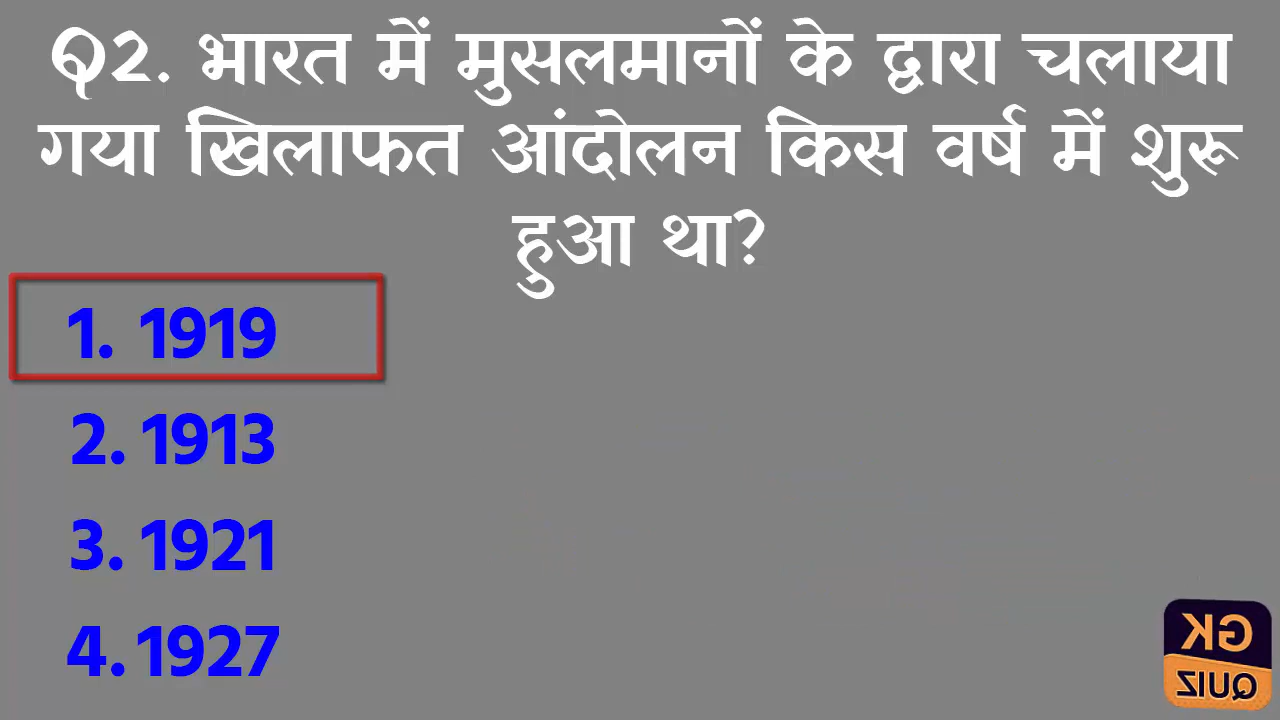 Q2. भारत में मुसलमानों के द्वारा चलाया
गया खिलाफत आंदोलन किस वर्ष में शुरू
हुआ था?
1. 1919
2. 1913
3. 1921
4. 1927
GK
QUIZ